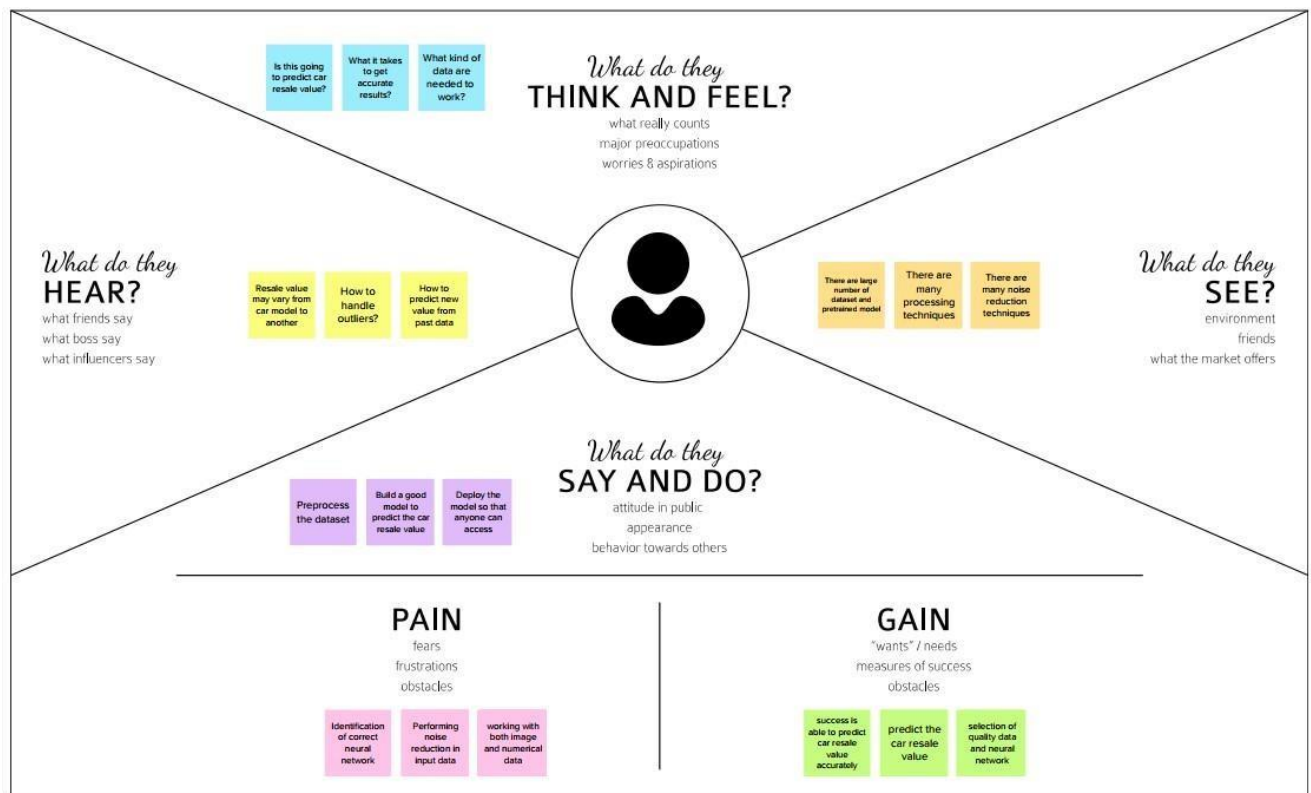 Is this going
to predict car
resale value?
What it takes
to get
accurate
results?
What kind of
data are
needed to
work?
What do they
THINK AND FEEL?
what really counts
major preoccupations
worries & aspirations
What do they
HEAR?
what friends say
what boss say
what influencers say
Resale value
may vary from
car model to
another
How to
handle
outliers?
How to
predict new
value from
past data
There are large
number of
dataset and
pretrained model
There are
many
processing
techniques
There are
many noise
reduction
techniques
What do they
SEE?
environment
friends
what the market offers
What do they
SAY AND DO?
attitude in public
appearance
behavior towards others
Preprocess
the dataset
Build a good
model to
predict the car
resale value
Deploy the
model so that
anyone can
access
PAIN
fears
frustrations
obstacles
Identification
of correct
neural
network
Performing
noise
reduction in
input data
working with
both image
and numerical
data
GAIN
"wants" / needs
measures of success
obstacles
success is
able to predict
car resale
value
accurately
predict the
car resale
value
selection of
quality data
and neural
network